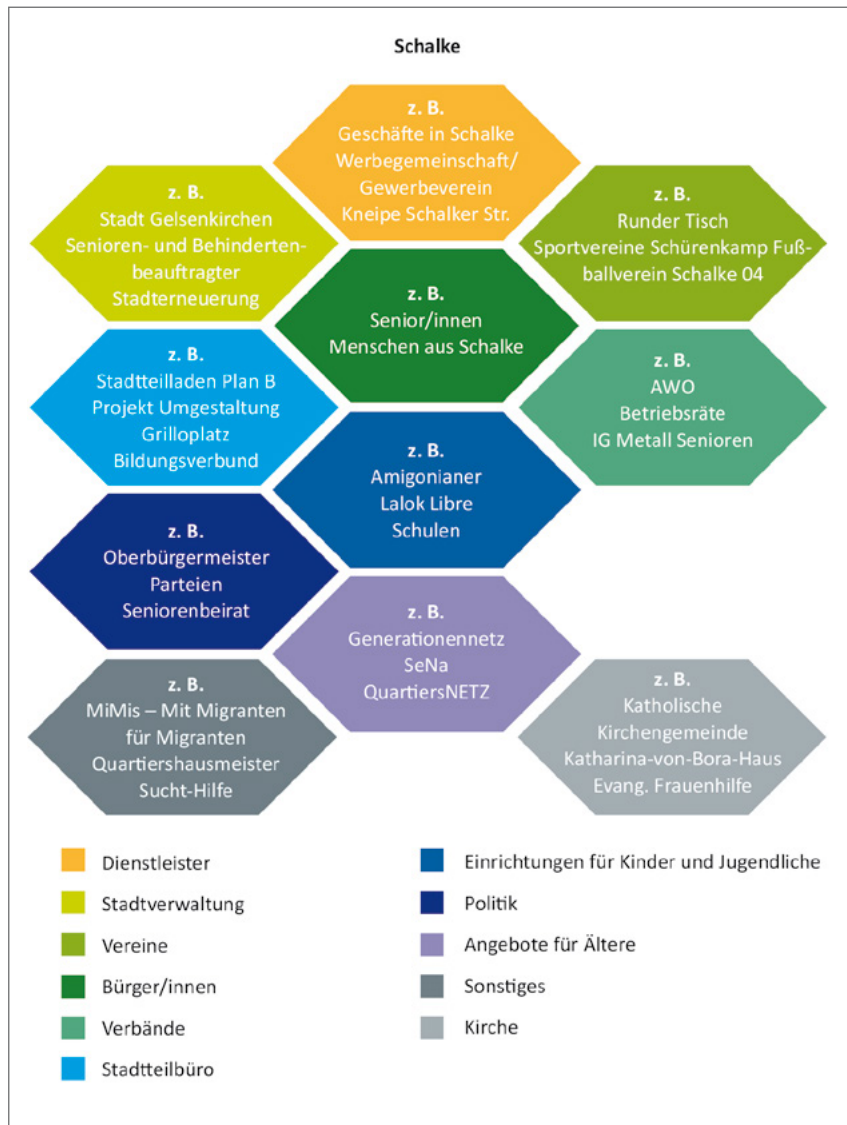 Schalke
z. B.
Geschäfte in Schalke
Werbegemeinschaft/
Gewerbeverein
Kneipe Schalker Str.
z. B.
Stadt Gelsenkirchen
Senioren- und Behinderten-
beauftragter
Stadterneuerung
z. B.
Runder Tisch
Sportvereine Schürenkamp Fuß-
ballverein Schalke 04
z. B.
Senior/innen
Menschen aus Schalke
z. B.
Stadtteilladen Plan B
Projekt Umgestaltung
Grilloplatz
Bildungsverbund
z. B.
AWO
Betriebsräte
IG Metall Senioren
z. B.
Amigonianer
Lalok Libre
Schulen
z. B.
Oberbürgermeister
Parteien
Seniorenbeirat
z. B.
Generationennetz
SeNa
QuartiersNETZ
z. B.
MiMis – Mit Migranten
für Migranten
Quartiershausmeister
Sucht-Hilfe
z. B.
Katholische
Kirchengemeinde
Katharina-von-Bora-Haus
Evang. Frauenhilfe
Dienstleister
Stadtverwaltung
Vereine
Bürger/innen
Verbände
Stadtteilbüro
Einrichtungen für Kinder und Jugendliche
Politik
Angebote für Ältere
Sonstiges
Kirche